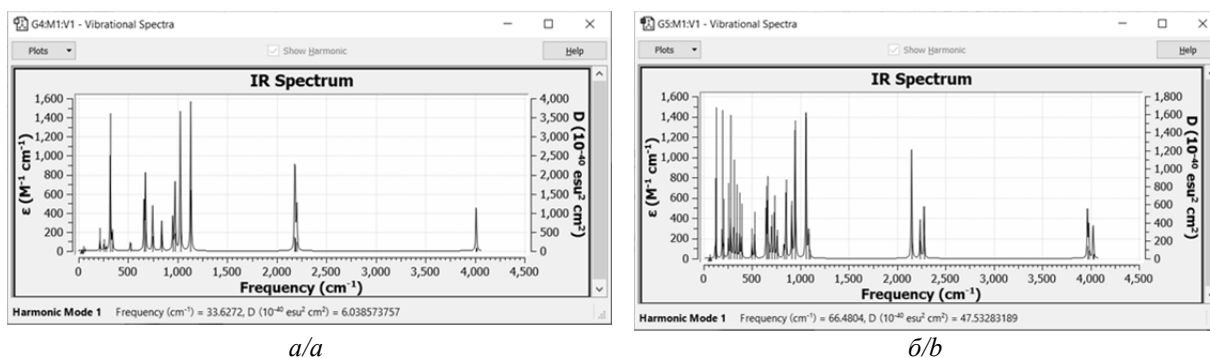 G4:M1:V1 - Vibrational Spectra
Plots
Show Harmonic
Help
IR Spectrum
1,600
1,400
1,200
1,000
800
600
400
200
0
ε (M⁻¹ cm⁻¹)
4,000
3,500
3,000
2,500
2,000
1,500
1,000
500
0
D (10⁻⁴⁰ esu² cm²)
0 500 1,000 1,500 2,000 2,500 3,000 3,500 4,000 4,500
Frequency (cm⁻¹)
Harmonic Mode 1 Frequency (cm⁻¹) = 33.6272, D (10⁻⁴⁰ esu² cm²) = 6.038573757
а/a
G5:M1:V1 - Vibrational Spectra
Plots
Show Harmonic
Help
IR Spectrum
1,600
1,400
1,200
1,000
800
600
400
200
0
ε (M⁻¹ cm⁻¹)
1,800
1,600
1,400
1,200
1,000
800
600
400
200
0
D (10⁻⁴⁰ esu² cm²)
0 500 1,000 1,500 2,000 2,500 3,000 3,500 4,000 4,500
Frequency (cm⁻¹)
Harmonic Mode 1 Frequency (cm⁻¹) = 66.4804, D (10⁻⁴⁰ esu² cm²) = 47.53283189
б/b